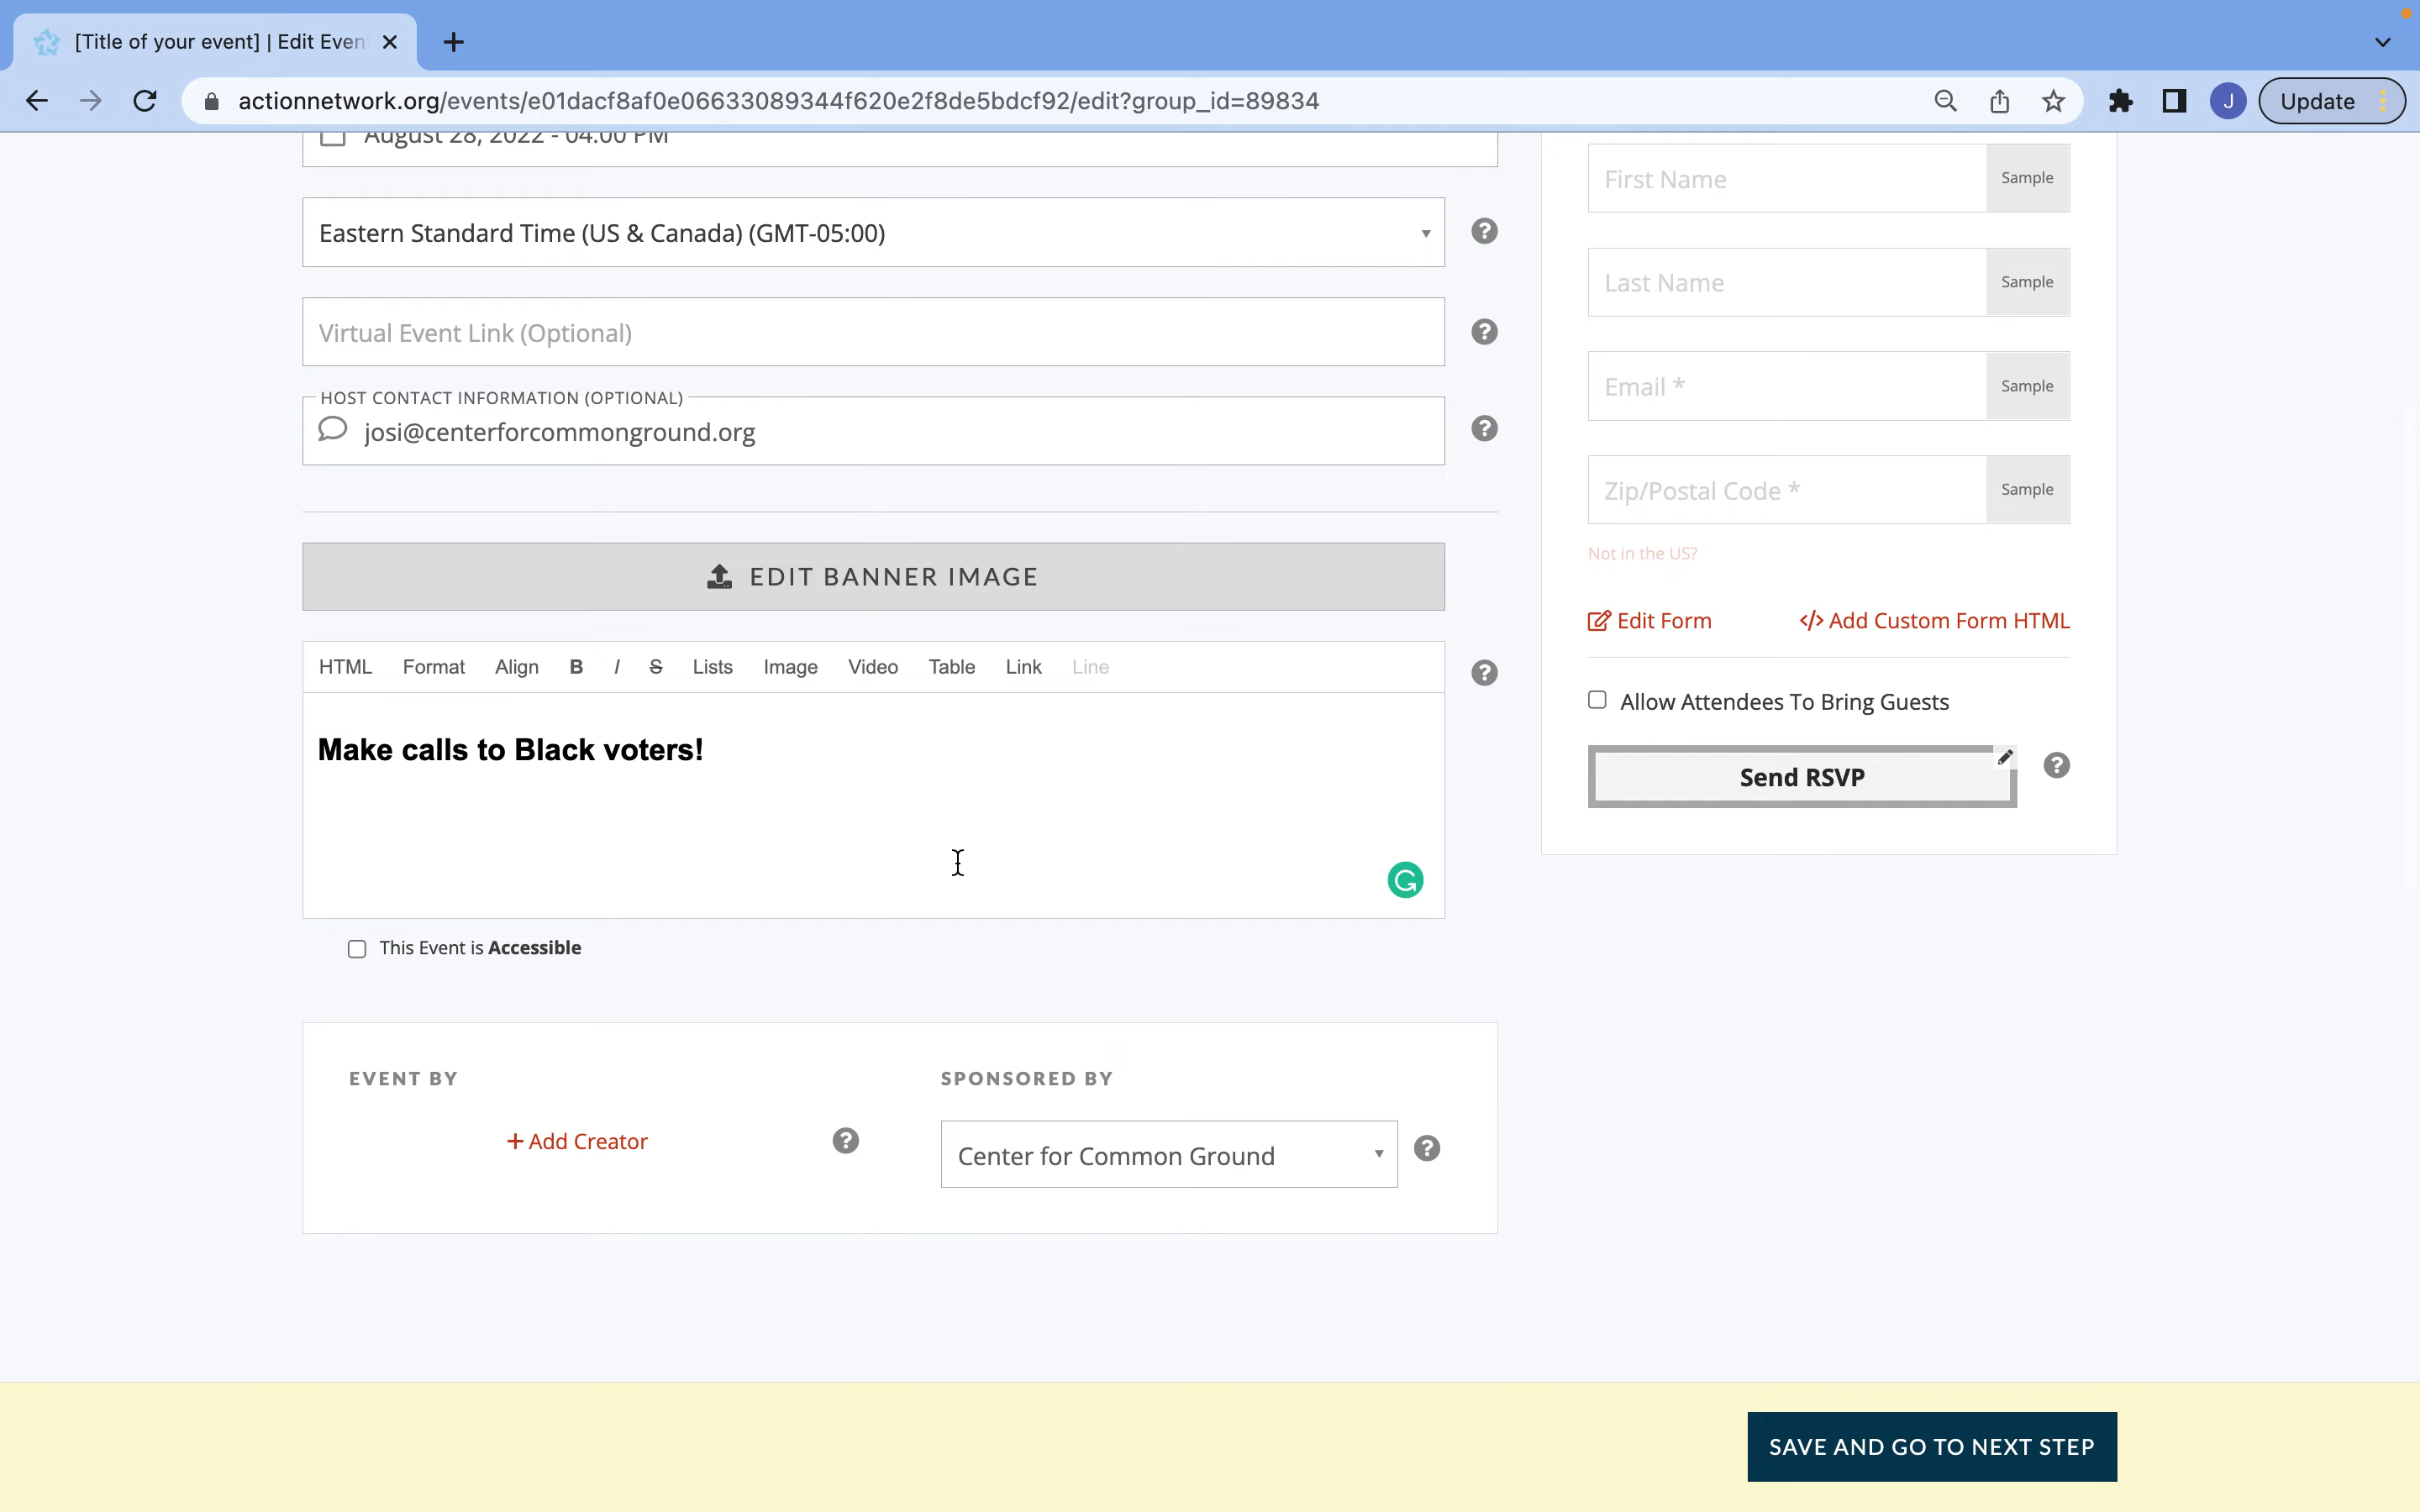 [Title of your event] | Edit Even
actionnetwork.org/events/e01dacf8af0e06633089344f620e2f8de5bdcf92/edit?group_id=89834
J
Update
August 28, 2022 - 04:00 PM
Eastern Standard Time (US & Canada) (GMT-05:00)
Virtual Event Link (Optional)
HOST CONTACT INFORMATION (OPTIONAL)
josi@centerforcommonground.org
EDIT BANNER IMAGE
HTML Format Align B I S Lists Image Video Table Link Line
Make calls to Black voters!
This Event is Accessible
EVENT BY
+ Add Creator
SPONSORED BY
Center for Common Ground
First Name Sample
Last Name Sample
Email * Sample
Zip/Postal Code * Sample
Not in the US?
Edit Form </> Add Custom Form HTML
Allow Attendees To Bring Guests
Send RSVP
SAVE AND GO TO NEXT STEP